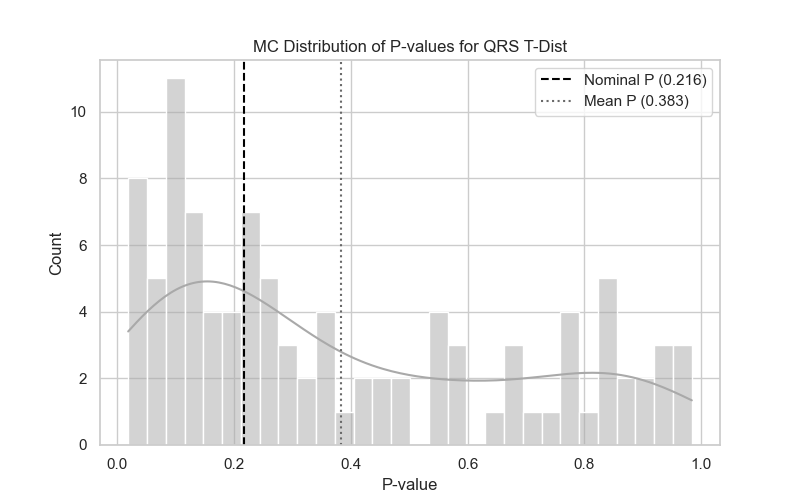 MC Distribution of P-values for QRS T-Dist
Nominal P (0.216)
Mean P (0.383)
Count
10
8
6
4
2
0
0.0 0.2 0.4 0.6 0.8 1.0
P-value